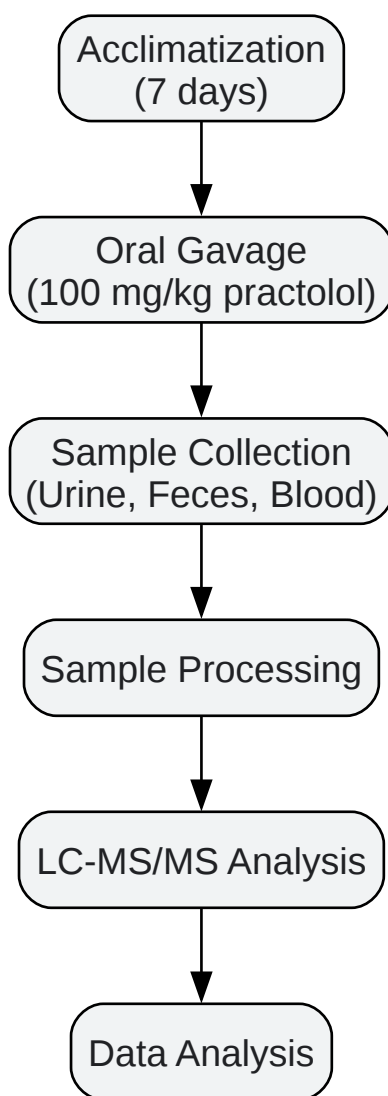 Acclimatization
(7 days)
Oral Gavage
(100 mg/kg practolol)
Sample Collection
(Urine, Feces, Blood)
Sample Processing
LC-MS/MS Analysis
Data Analysis